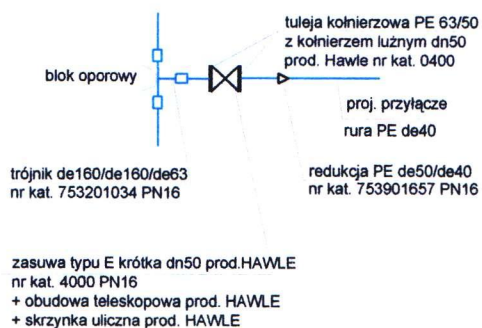 tuleja kołnierzowa PE 63/50
z kołnierzem luźnym dn50
prod. Hawle nr kat. 0400
blok oporowy
proj. przyłącze
rura PE de40
trójnik de160/de160/de63
nr kat. 753201034 PN16
redukcja PE de50/de40
nr kat. 753901657 PN16
zasuwa typu E krótka dn50 prod.HAWLE
nr kat. 4000 PN16
+ obudowa teleskopowa prod. HAWLE
+ skrzynka uliczna prod. HAWLE